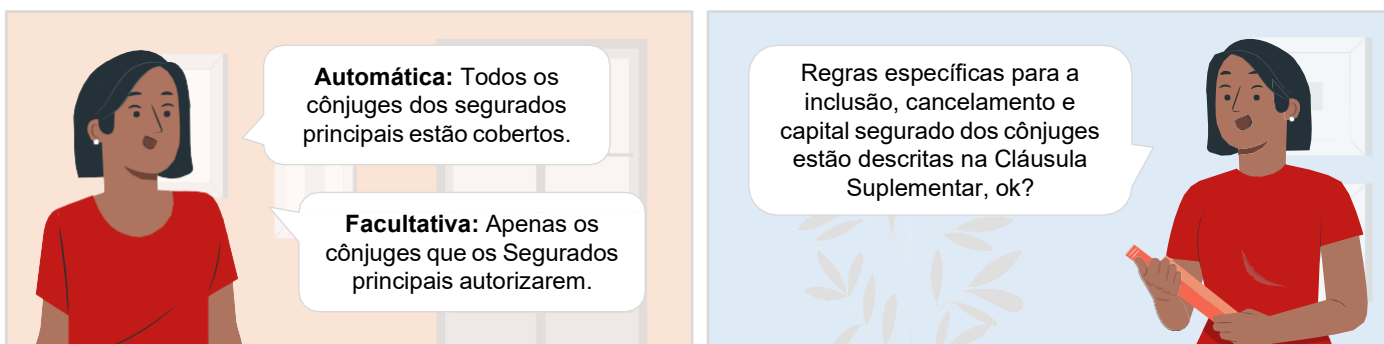 Automática: Todos os
cônjuges dos segurados
principais estão cobertos.
Facultativa: Apenas os
cônjuges que os Segurados
principais autorizarem.
Regras específicas para a
inclusão, cancelamento e
capital segurado dos cônjuges
estão descritas na Cláusula
Suplementar, ok?